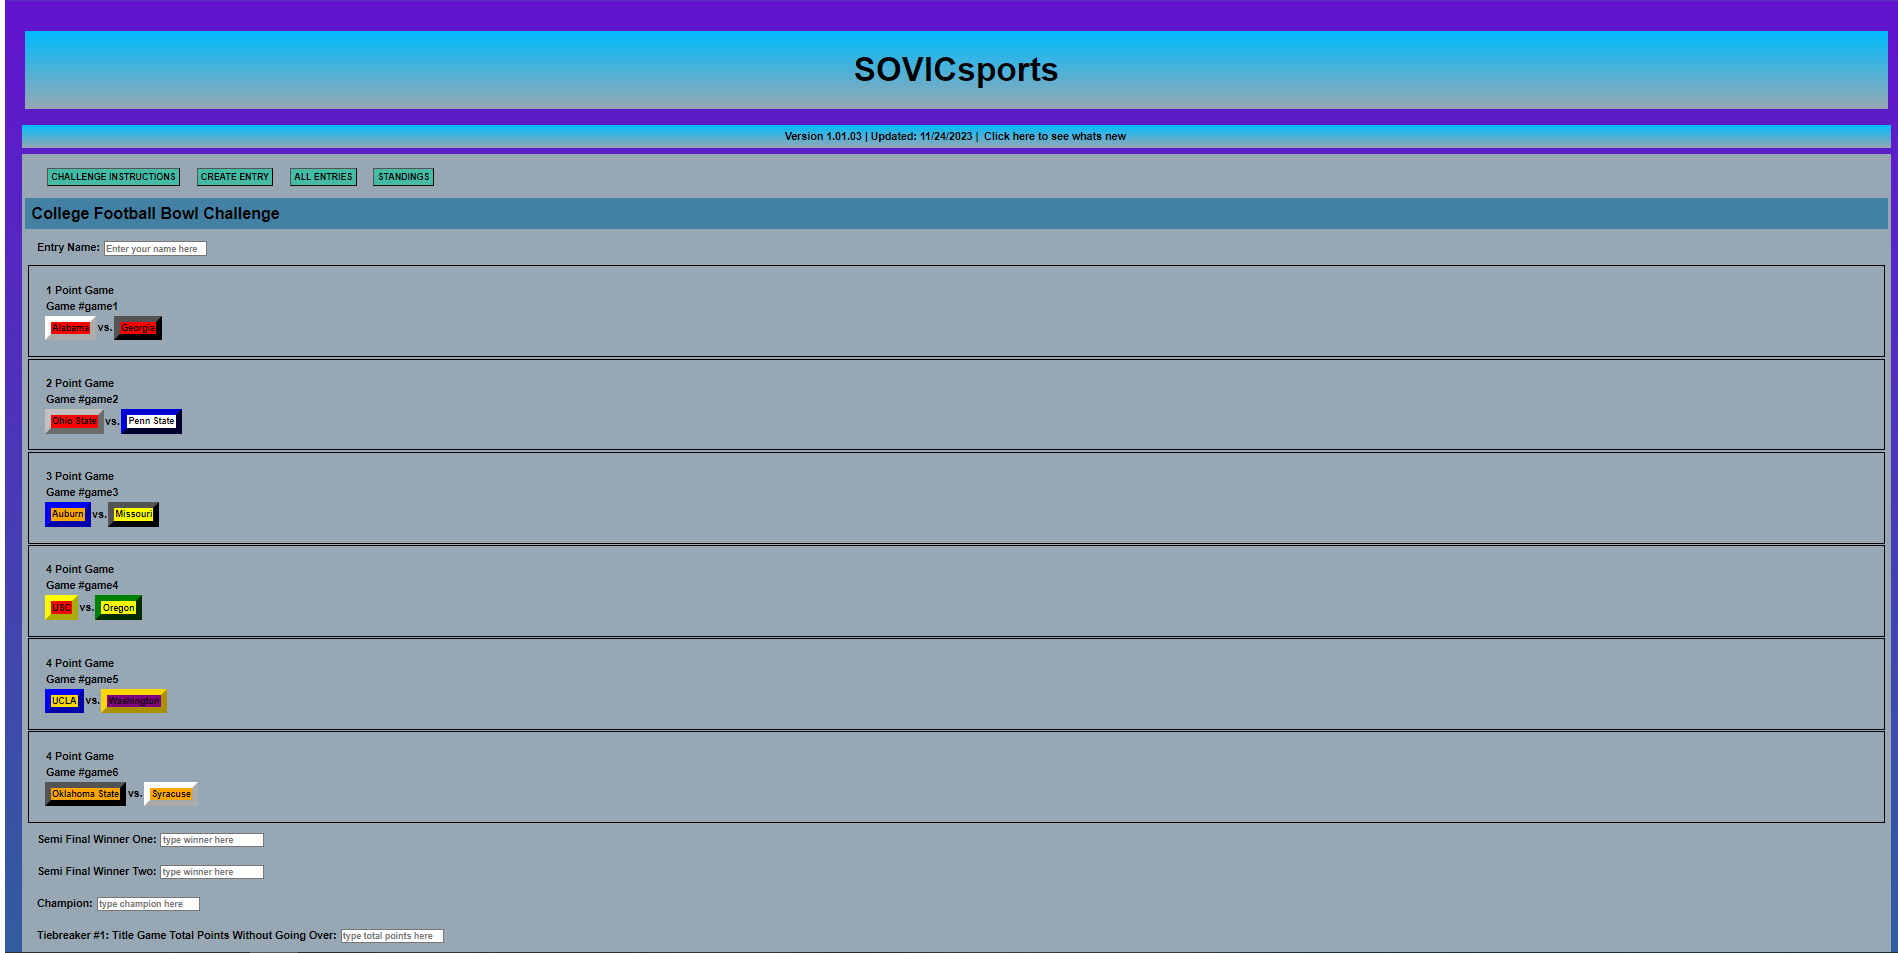 SOVICsports
Version 1.01.03 | Updated: 11/24/2023 | Click here to see whats new
CHALLENGE INSTRUCTIONS CREATE ENTRY ALL ENTRIES STANDINGS
College Football Bowl Challenge
Entry Name: Enter your name here
1 Point Game
Game #game1
Alabama vs. Georgia
2 Point Game
Game #game2
Ohio State vs. Penn State
3 Point Game
Game #game3
Auburn vs. Missouri
4 Point Game
Game #game4
USC vs. Oregon
4 Point Game
Game #game5
UCLA vs. Washington
4 Point Game
Game #game6
Oklahoma State vs. Syracuse
Semi Final Winner One: type winner here
Semi Final Winner Two: type winner here
Champion: type champion here
Tiebreaker #1: Title Game Total Points Without Going Over: type total points here